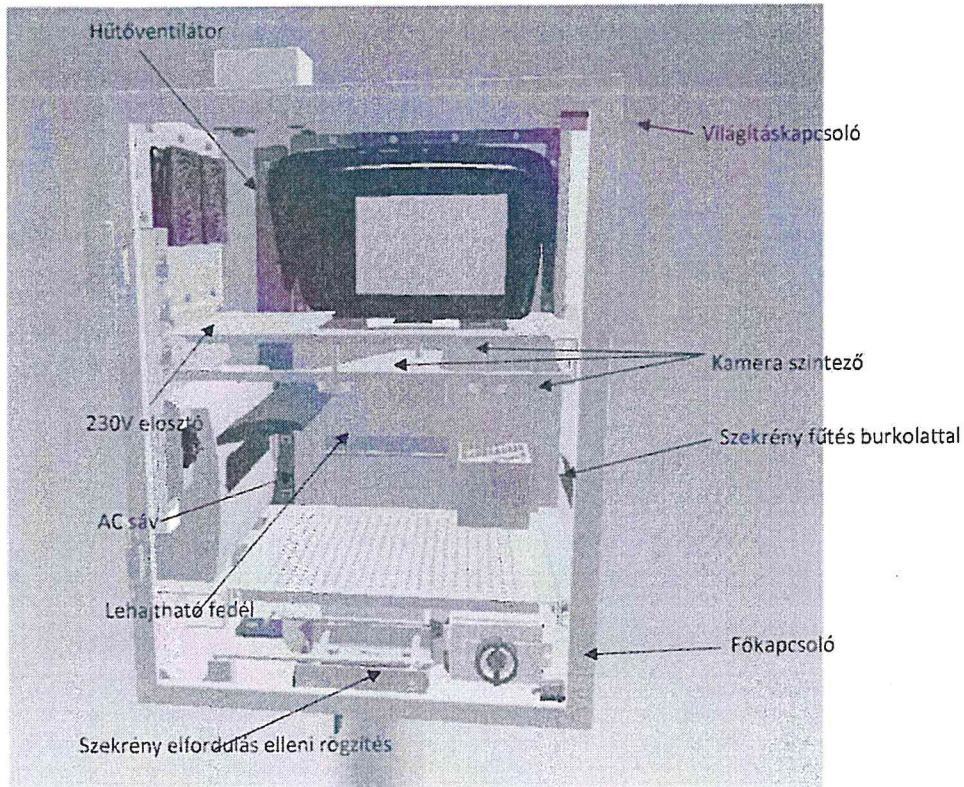 Hűtőventilátor
Világításkapcsoló
Kamera szintező
230V elosztó
Szekrény fűtés burkolattal
AC sáv
Lehajtható fedél
Főkapcsoló
Szekrény elfordulás elleni rögzítés